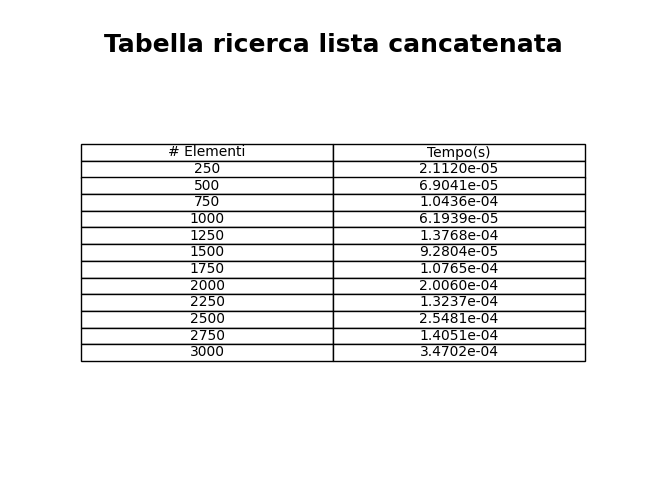 Tabella ricerca lista cancatenata
# Elementi Tempo(s)
250 2.1120e-05
500 6.9041e-05
750 1.0436e-04
1000 6.1939e-05
1250 1.3768e-04
1500 9.2804e-05
1750 1.0765e-04
2000 2.0060e-04
2250 1.3237e-04
2500 2.5481e-04
2750 1.4051e-04
3000 3.4702e-04